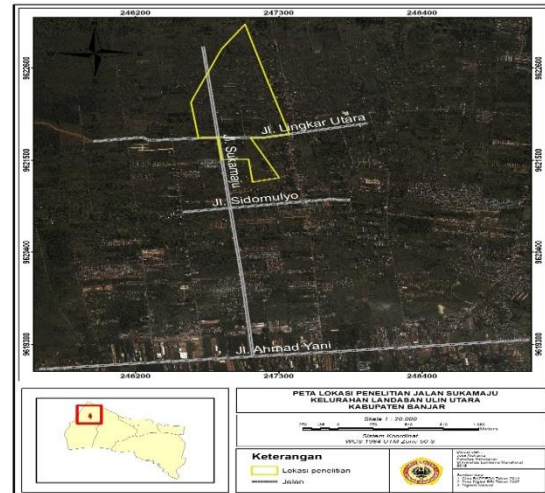 246200 247300 248400
9622600 9622600
Jl. Lingkar Utara
Jl. Sukamaju
9621500 9621500
Jl. Sidomulyo
9620400 9620400
9619300 9619300
Jl. Ahmad Yani
246200 247300 248400
PETA LOKASI PENELITIAN JALAN SUKAMAJU
KELURAHAN LANDASAN ULIN UTARA
KABUPATEN BANJAR
Skala 1 : 20.000
Meters
Sistem Koordinat
WGS 1984 UTM Zona 50 S
Keterangan
Lokasi penelitian
Jalan